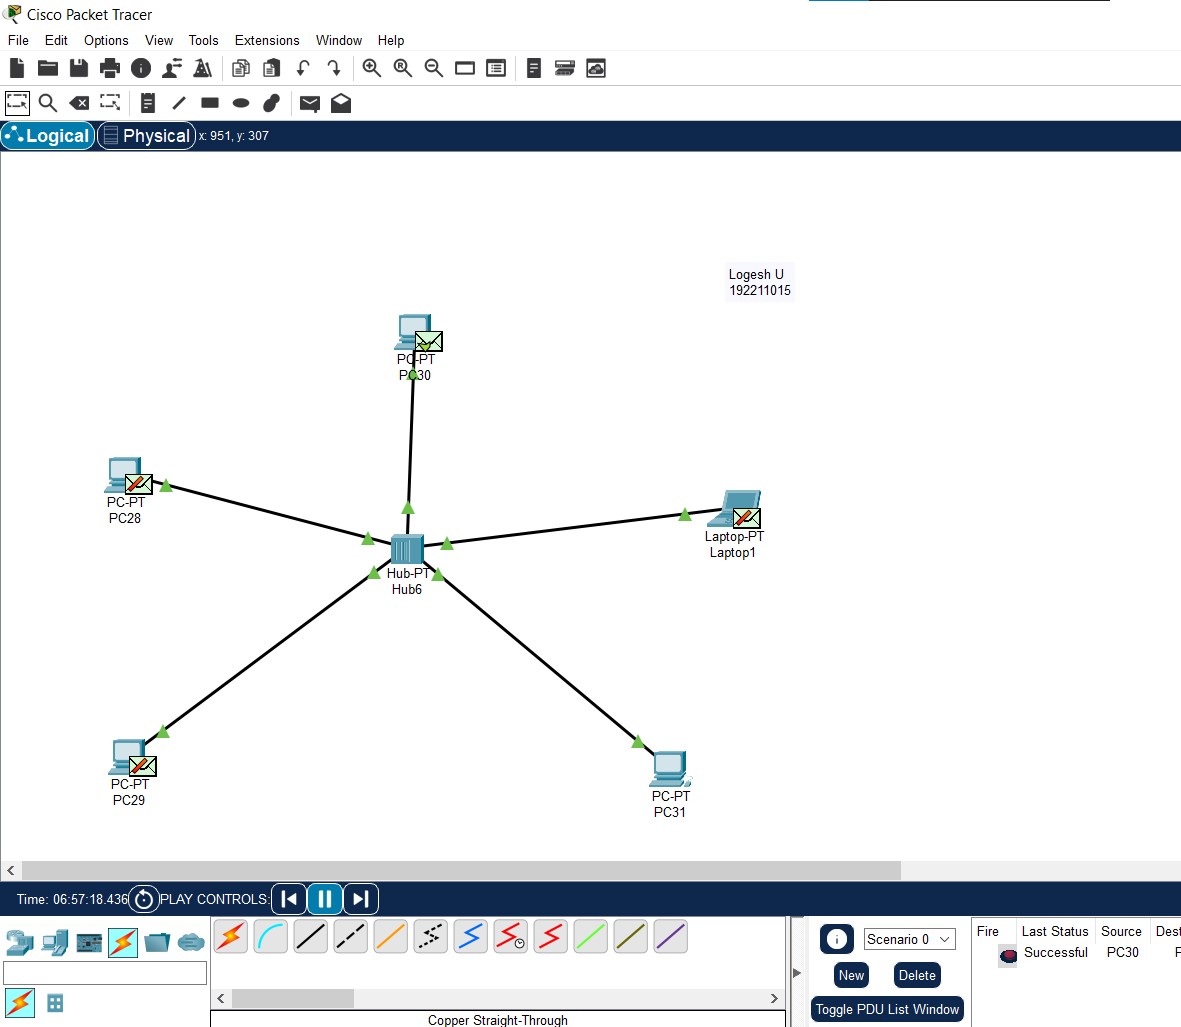 Cisco Packet Tracer
File Edit Options View Tools Extensions Window Help
Logical Physical x: 951, y: 307
Logesh U
192211015
PC-PT
PC30
PC-PT
PC28
Laptop-PT
Laptop1
Hub-PT
Hub6
PC-PT
PC29
PC-PT
PC31
Time: 06:57:18.436 PLAY CONTROLS:
Scenario 0
New Delete
Toggle PDU List Window
Fire Last Status Source Dest
Successful PC30
Copper Straight-Through